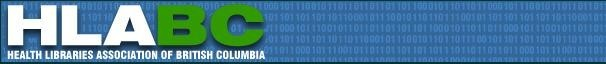 HLABC
HEALTH LIBRARIES ASSOCIATION OF BRITISH COLUMBIA